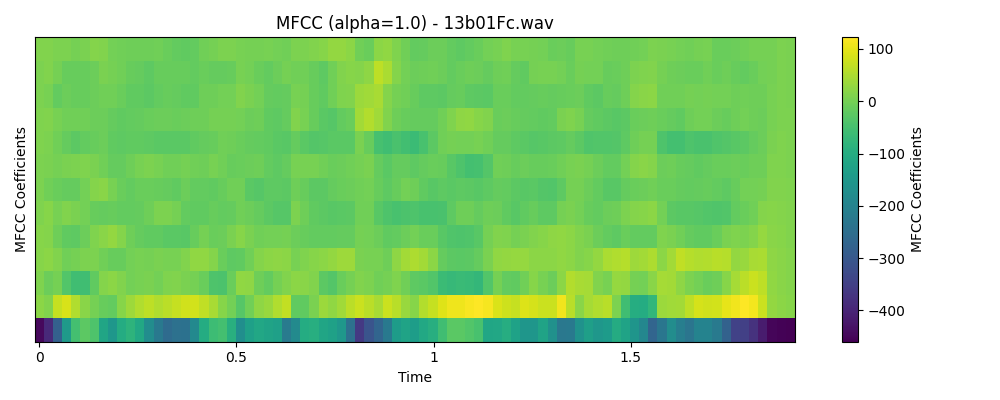 MFCC (alpha=1.0) - 13b01Fc.wav
MFCC Coefficients
0
0.5
1
1.5
Time
100
0
−100
−200
−300
−400
MFCC Coefficients